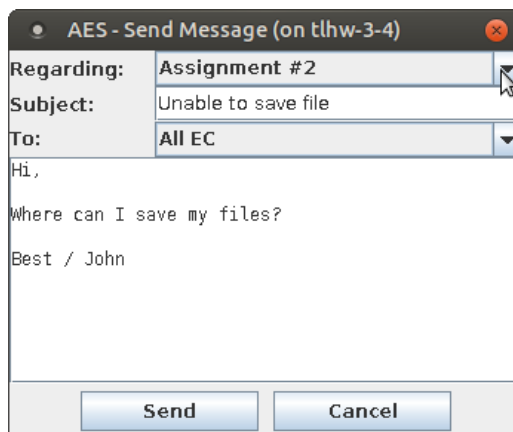 AES - Send Message (on tlhw-3-4)
Regarding: Assignment #2
Subject: Unable to save file
To: All EC
Hi,
Where can I save my files?
Best / John
Send Cancel